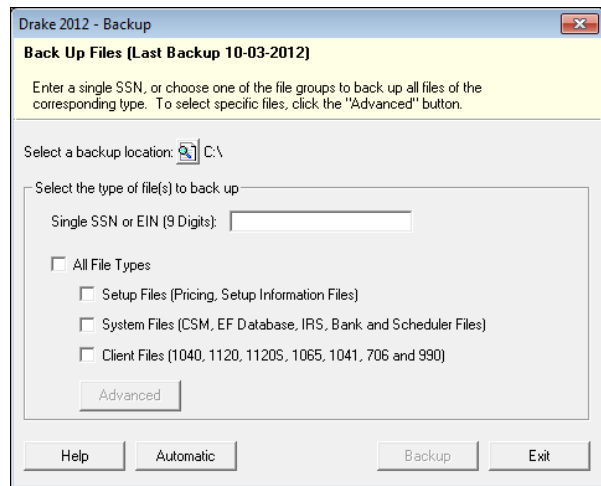 Drake 2012 - Backup
Back Up Files (Last Backup 10-03-2012)
Enter a single SSN, or choose one of the file groups to back up all files of the
corresponding type. To select specific files, click the "Advanced" button.
Select a backup location: C:\
Select the type of file(s) to back up
Single SSN or EIN (9 Digits):
All File Types
Setup Files (Pricing, Setup Information Files)
System Files (CSM, EF Database, IRS, Bank and Scheduler Files)
Client Files (1040, 1120, 1120S, 1065, 1041, 706 and 990)
Advanced
Help Automatic Backup Exit